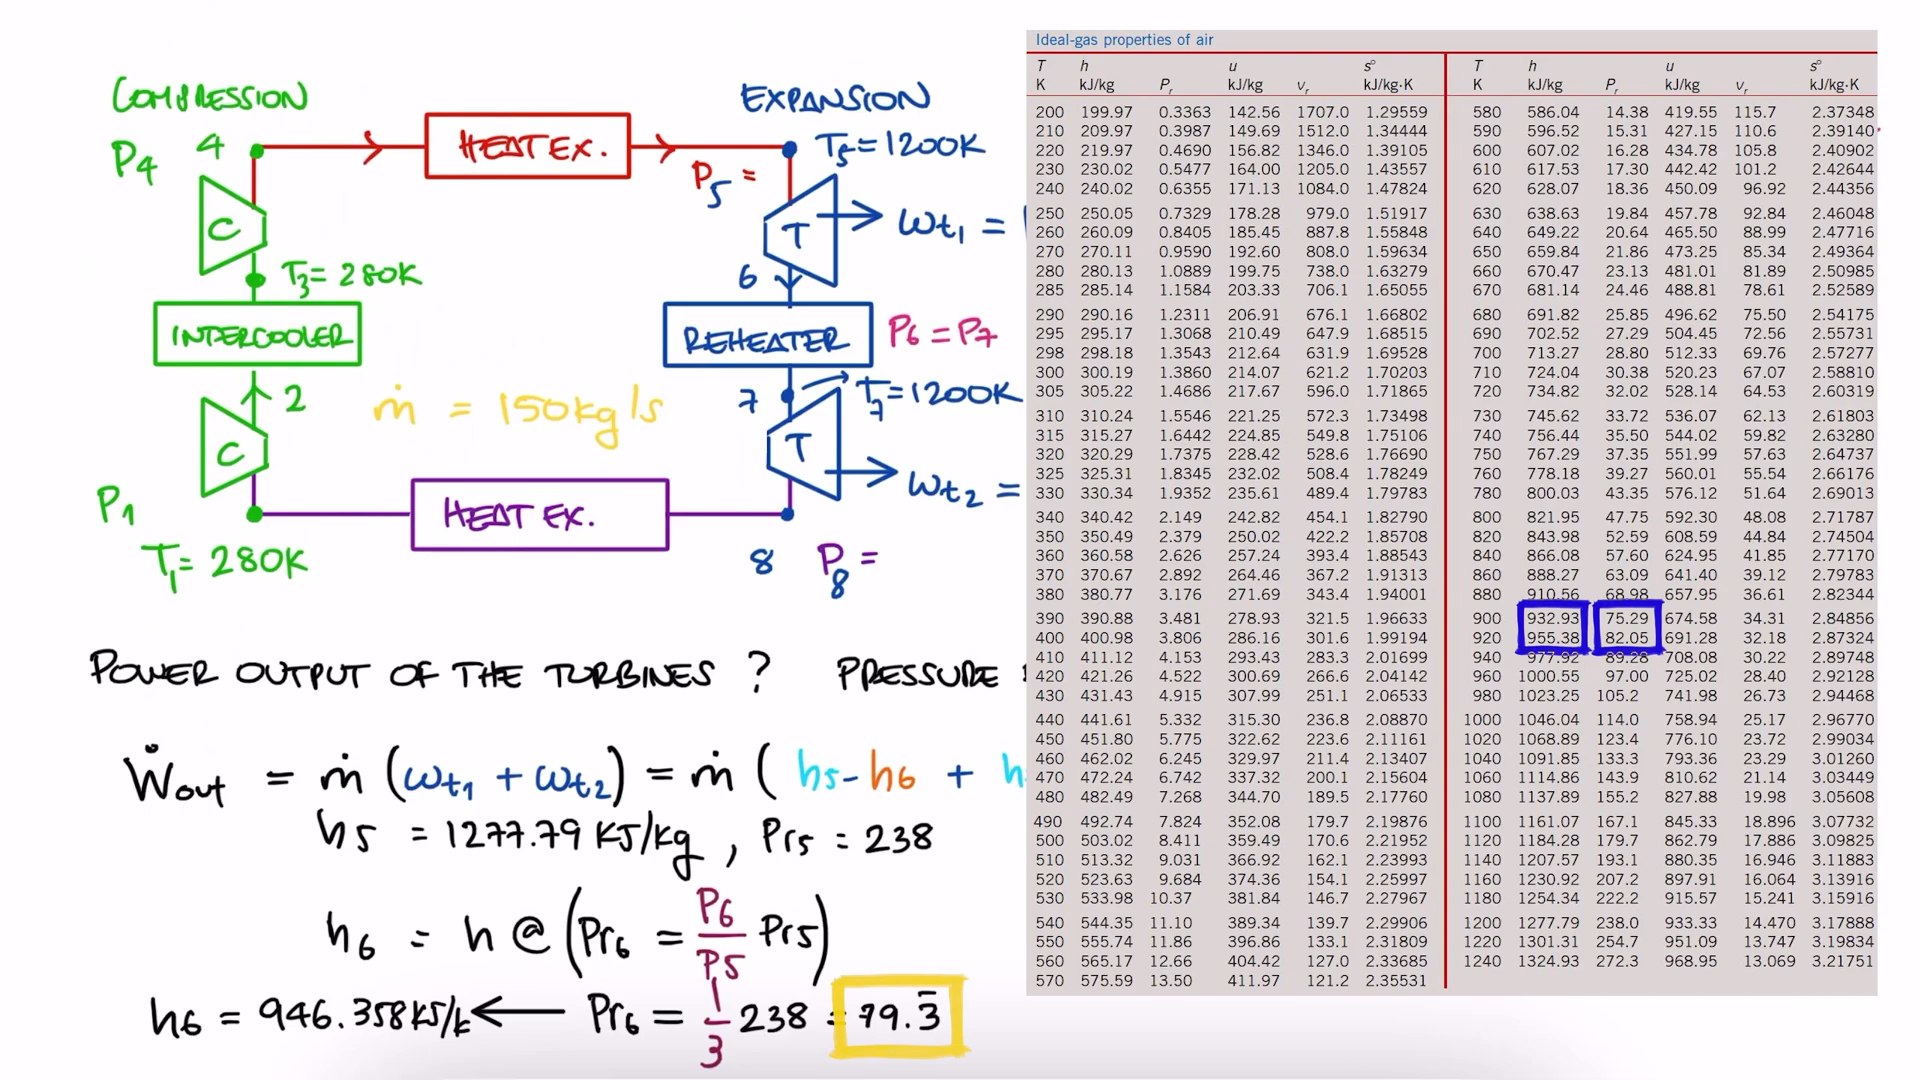 COMPRESSION
EXPANSION
P4 4
HEAT EX.
T5=1200K
P5 =
C
T
Wt1 =
T3=280K
6
INTERCOOLER
REHEATER
P6 = P7
2
ṁ = 150kg/s
7
T7=1200K
C
T
P1
HEAT EX.
Wt2 =
T1=280K
8 P8 =
POWER OUTPUT OF THE TURBINES ? PRESSURE
Ẇout = ṁ (Wt1 + Wt2) = ṁ ( h5-h6 + h
h5 = 1277.79 KJ/kg , Pr5 = 238
h6 = h @ (Pr6 = P6/P5 Pr5)
h6 = 946.358KJ/k ← Pr6 = 1/3 238 = 79.3̄
Ideal-gas properties of air
T h u s° T h u s°
K kJ/kg Pr kJ/kg vr kJ/kg·K K kJ/kg Pr kJ/kg vr kJ/kg·K
200 199.97 0.3363 142.56 1707.0 1.29559 580 586.04 14.38 419.55 115.7 2.37348
210 209.97 0.3987 149.69 1512.0 1.34444 590 596.52 15.31 427.15 110.6 2.39140
220 219.97 0.4690 156.82 1346.0 1.39105 600 607.02 16.28 434.78 105.8 2.40902
230 230.02 0.5477 164.00 1205.0 1.43557 610 617.53 17.30 442.42 101.2 2.42644
240 240.02 0.6355 171.13 1084.0 1.47824 620 628.07 18.36 450.09 96.92 2.44356
250 250.05 0.7329 178.28 979.0 1.51917 630 638.63 19.84 457.78 92.84 2.46048
260 260.09 0.8405 185.45 887.8 1.55848 640 649.22 20.64 465.50 88.99 2.47716
270 270.11 0.9590 192.60 808.0 1.59634 650 659.84 21.86 473.25 85.34 2.49364
280 280.13 1.0889 199.75 738.0 1.63279 660 670.47 23.13 481.01 81.89 2.50985
285 285.14 1.1584 203.33 706.1 1.65055 670 681.14 24.46 488.81 78.61 2.52589
290 290.16 1.2311 206.91 676.1 1.66802 680 691.82 25.85 496.62 75.50 2.54175
295 295.17 1.3068 210.49 647.9 1.68515 690 702.52 27.29 504.45 72.56 2.55731
298 298.18 1.3543 212.64 631.9 1.69528 700 713.27 28.80 512.33 69.76 2.57277
300 300.19 1.3860 214.07 621.2 1.70203 710 724.04 30.38 520.23 67.07 2.58810
305 305.22 1.4686 217.67 596.0 1.71865 720 734.82 32.02 528.14 64.53 2.60319
310 310.24 1.5546 221.25 572.3 1.73498 730 745.62 33.72 536.07 62.13 2.61803
315 315.27 1.6442 224.85 549.8 1.75106 740 756.44 35.50 544.02 59.82 2.63280
320 320.29 1.7375 228.42 528.6 1.76690 750 767.29 37.35 551.99 57.63 2.64737
325 325.31 1.8345 232.02 508.4 1.78249 760 778.18 39.27 560.01 55.54 2.66176
330 330.34 1.9352 235.61 489.4 1.79783 780 800.03 43.35 576.12 51.64 2.69013
340 340.42 2.149 242.82 454.1 1.82790 800 821.95 47.75 592.30 48.08 2.71787
350 350.49 2.379 250.02 422.2 1.85708 820 843.98 52.59 608.59 44.84 2.74504
360 360.58 2.626 257.24 393.4 1.88543 840 866.08 57.60 624.95 41.85 2.77170
370 370.67 2.892 264.46 367.2 1.91313 860 888.27 63.09 641.40 39.12 2.79783
380 380.77 3.176 271.69 343.4 1.94001 880 910.56 68.98 657.95 36.61 2.82344
390 390.88 3.481 278.93 321.5 1.96633 900 932.93 75.29 674.58 34.31 2.84856
400 400.98 3.806 286.16 301.6 1.99194 920 955.38 82.05 691.28 32.18 2.87324
410 411.12 4.153 293.43 283.3 2.01699 940 977.92 89.28 708.08 30.22 2.89748
420 421.26 4.522 300.69 266.6 2.04142 960 1000.55 97.00 725.02 28.40 2.92128
430 431.43 4.915 307.99 251.1 2.06533 980 1023.25 105.2 741.98 26.73 2.94468
440 441.61 5.332 315.30 236.8 2.08870 1000 1046.04 114.0 758.94 25.17 2.96770
450 451.80 5.775 322.62 223.6 2.11161 1020 1068.89 123.4 776.10 23.72 2.99034
460 462.02 6.245 329.97 211.4 2.13407 1040 1091.85 133.3 793.36 23.29 3.01260
470 472.24 6.742 337.32 200.1 2.15604 1060 1114.86 143.9 810.62 21.14 3.03449
480 482.49 7.268 344.70 189.5 2.17760 1080 1137.89 155.2 827.88 19.98 3.05608
490 492.74 7.824 352.08 179.7 2.19876 1100 1161.07 167.1 845.33 18.896 3.07732
500 503.02 8.411 359.49 170.6 2.21952 1120 1184.28 179.7 862.79 17.886 3.09825
510 513.32 9.031 366.92 162.1 2.23993 1140 1207.57 193.1 880.35 16.946 3.11883
520 523.63 9.684 374.36 154.1 2.25997 1160 1230.92 207.2 897.91 16.064 3.13916
530 533.98 10.37 381.84 146.7 2.27967 1180 1254.34 222.2 915.57 15.241 3.15916
540 544.35 11.10 389.34 139.7 2.29906 1200 1277.79 238.0 933.33 14.470 3.17888
550 555.74 11.86 396.86 133.1 2.31809 1220 1301.31 254.7 951.09 13.747 3.19834
560 565.17 12.66 404.42 127.0 2.33685 1240 1324.93 272.3 968.95 13.069 3.21751
570 575.59 13.50 411.97 121.2 2.35531